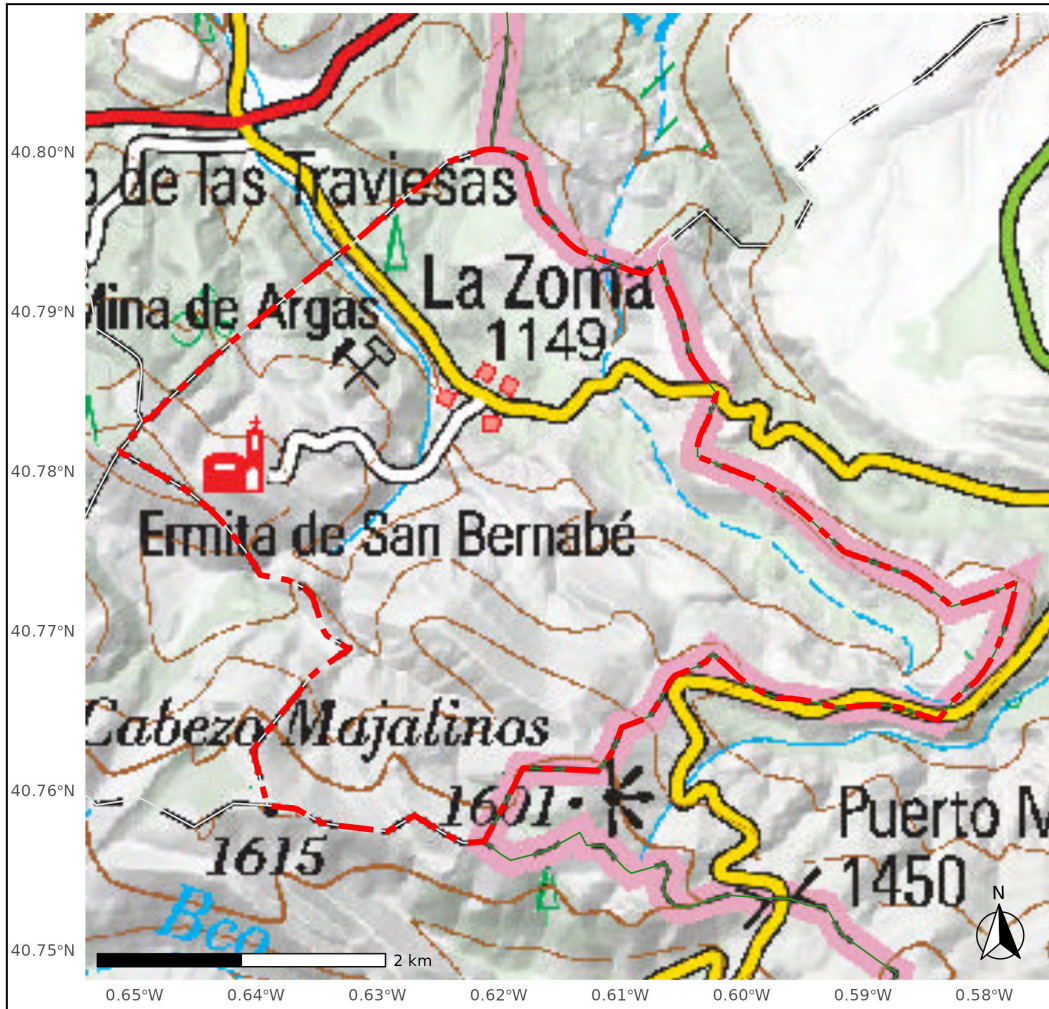 40.80°N
de las Traviesas
La Zoma
40.79°N
Mina de Argas
1149
40.78°N
Ermita de San Bernabé
40.77°N
Cabezo Majalinos
40.76°N
1601
Puerto M
1615
1450
N
Bco
40.75°N
2 km
0.65°W 0.64°W 0.63°W 0.62°W 0.61°W 0.60°W 0.59°W 0.58°W